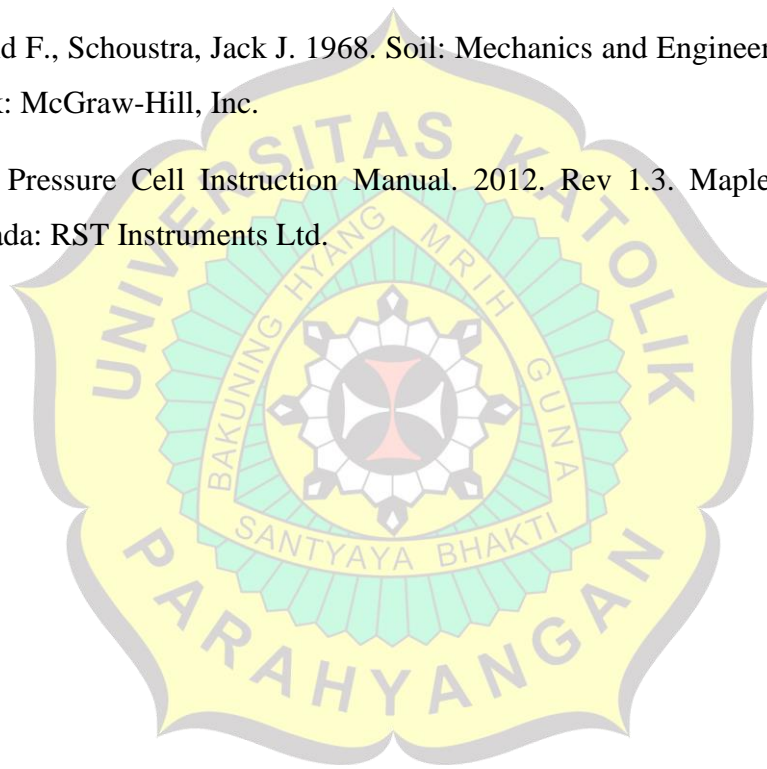 d F., Schoustra, Jack J. 1968. Soil: Mechanics and Engineer
: McGraw-Hill, Inc.
Pressure Cell Instruction Manual. 2012. Rev 1.3. Maple
ada: RST Instruments Ltd.
UNIVERSITAS KATOLIK
BAKUNING HYANG MRIH GUNA
SANTYAYA BHAKTI
PARAHYANGAN